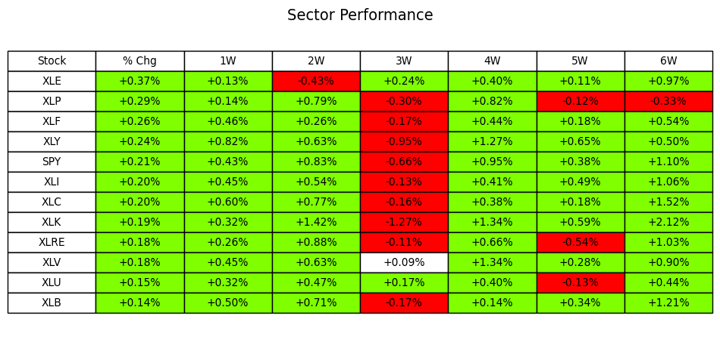 Sector Performance
Stock % Chg 1W 2W 3W 4W 5W 6W
XLE +0.37% +0.13% -0.43% +0.24% +0.40% +0.11% +0.97%
XLP +0.29% +0.14% +0.79% -0.30% +0.82% -0.12% -0.33%
XLF +0.26% +0.46% +0.26% -0.17% +0.44% +0.18% +0.54%
XLY +0.24% +0.82% +0.63% -0.95% +1.27% +0.65% +0.50%
SPY +0.21% +0.43% +0.83% -0.66% +0.95% +0.38% +1.10%
XLI +0.20% +0.45% +0.54% -0.13% +0.41% +0.49% +1.06%
XLC +0.20% +0.60% +0.77% -0.16% +0.38% +0.18% +1.52%
XLK +0.19% +0.32% +1.42% -1.27% +1.34% +0.59% +2.12%
XLRE +0.18% +0.26% +0.88% -0.11% +0.66% -0.54% +1.03%
XLV +0.18% +0.45% +0.63% +0.09% +1.34% +0.28% +0.90%
XLU +0.15% +0.32% +0.47% +0.17% +0.40% -0.13% +0.44%
XLB +0.14% +0.50% +0.71% -0.17% +0.14% +0.34% +1.21%